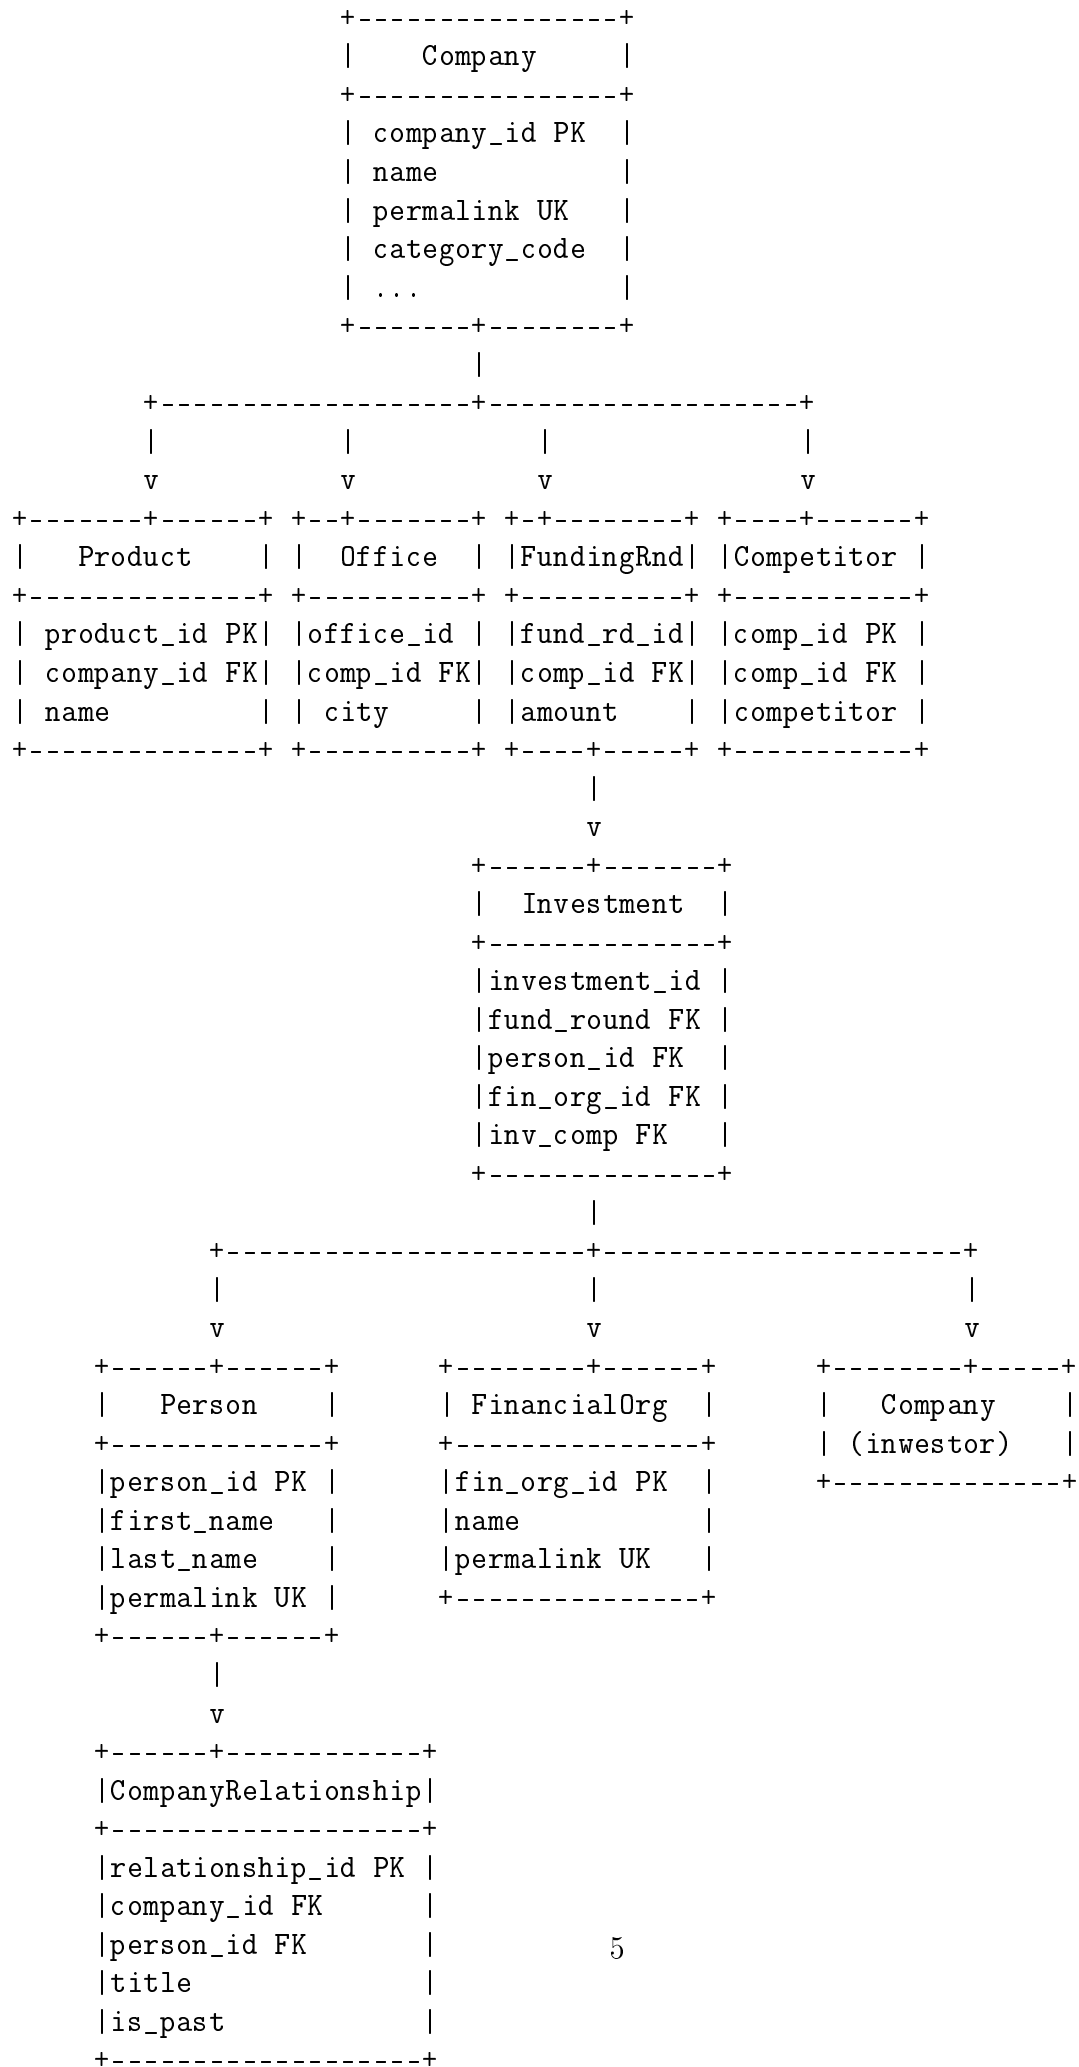 +----------------+
|    Company     |
+----------------+
| company_id PK  |
| name           |
| permalink UK   |
| category_code  |
| ...            |
+-------+--------+
|
+-------------------+-------------------+
|           |           |               |
v           v           v               v
+-------+------+ +--+-------+ +-+--------+ +----+------+
|   Product    | |  Office  | |FundingRnd| |Competitor |
+--------------+ +----------+ +----------+ +-----------+
| product_id PK| |office_id | |fund_rd_id| |comp_id PK |
| company_id FK| |comp_id FK| |comp_id FK| |comp_id FK |
| name         | | city     | |amount    | |competitor |
+--------------+ +----------+ +----+-----+ +-----------+
|
v
+------+-------+
|  Investment  |
+--------------+
|investment_id |
|fund_round FK |
|person_id FK  |
|fin_org_id FK |
|inv_comp FK   |
+--------------+
|
+----------------------+----------------------+
|                      |                      |
v                      v                      v
+------+------+      +--------+------+      +--------+-----+
|   Person    |      | FinancialOrg  |      |   Company    |
+-------------+      +---------------+      | (inwestor)   |
|person_id PK |      |fin_org_id PK  |      +--------------+
|first_name   |      |name           |
|last_name    |      |permalink UK   |
|permalink UK |      +---------------+
+------+------+
|
v
+------+------------+
|CompanyRelationship|
+-------------------+
|relationship_id PK |
|company_id FK      |
|person_id FK       |          5
|title              |
|is_past            |
+-------------------+